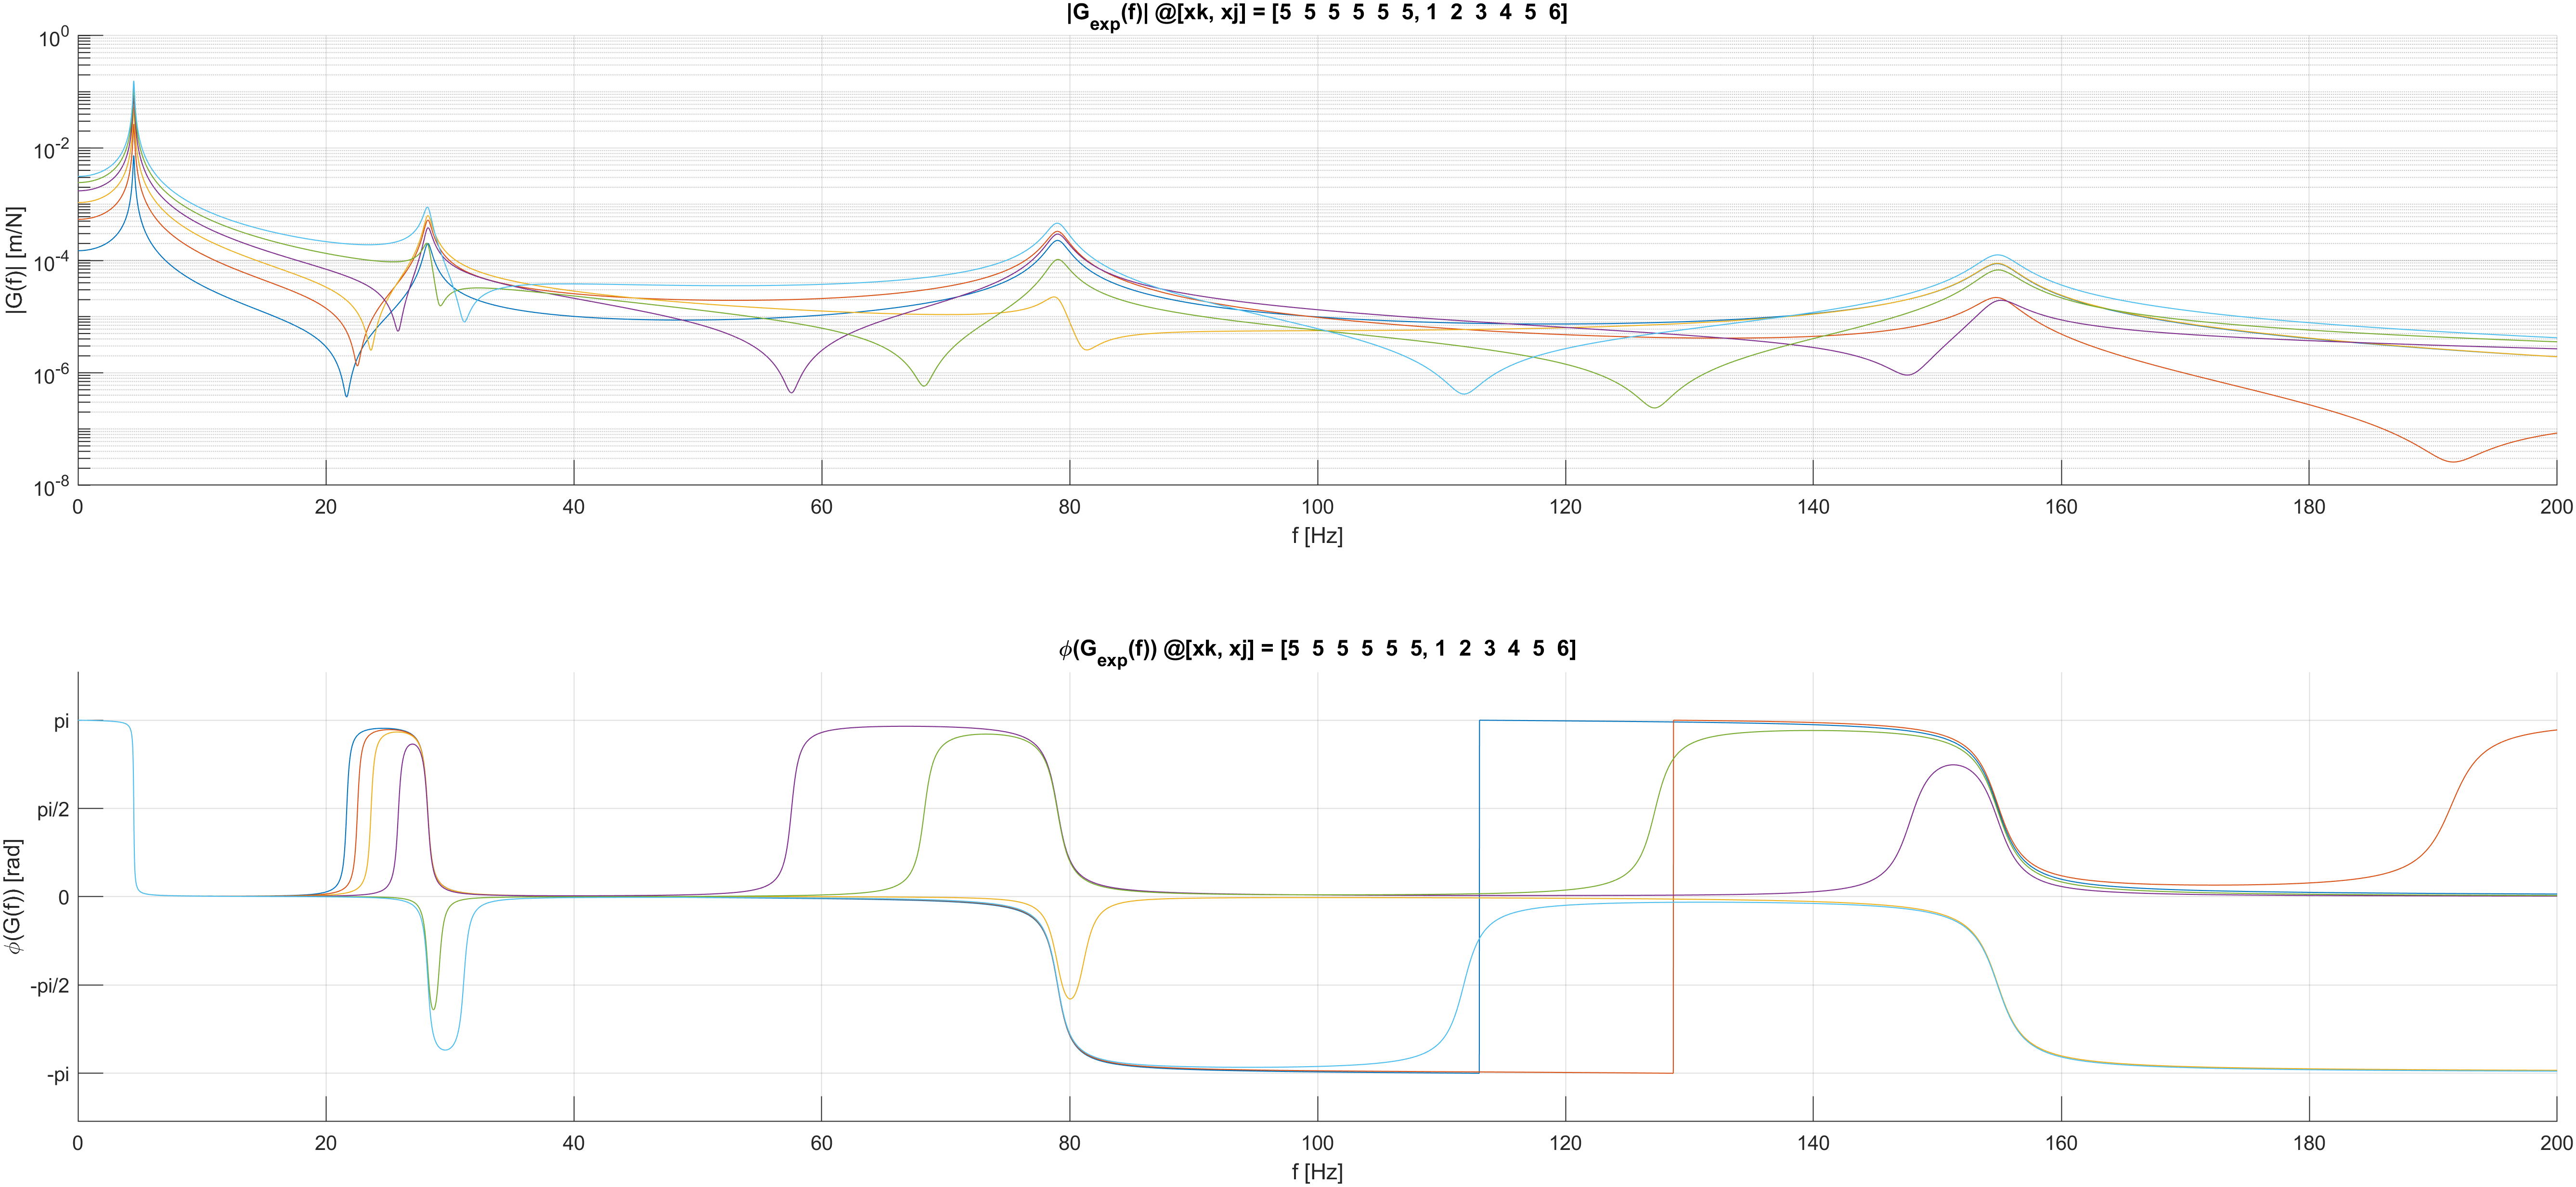 |Gexp(f)| @[xk, xj] = [5 5 5 5 5 5, 1 2 3 4 5 6]
10^0
10^-2
10^-4
10^-6
10^-8
|G(f)| [m/N]
0 20 40 60 80 100 120 140 160 180 200
f [Hz]
ϕ(Gexp(f)) @[xk, xj] = [5 5 5 5 5 5, 1 2 3 4 5 6]
pi
pi/2
0
-pi/2
-pi
ϕ(G(f)) [rad]
0 20 40 60 80 100 120 140 160 180 200
f [Hz]